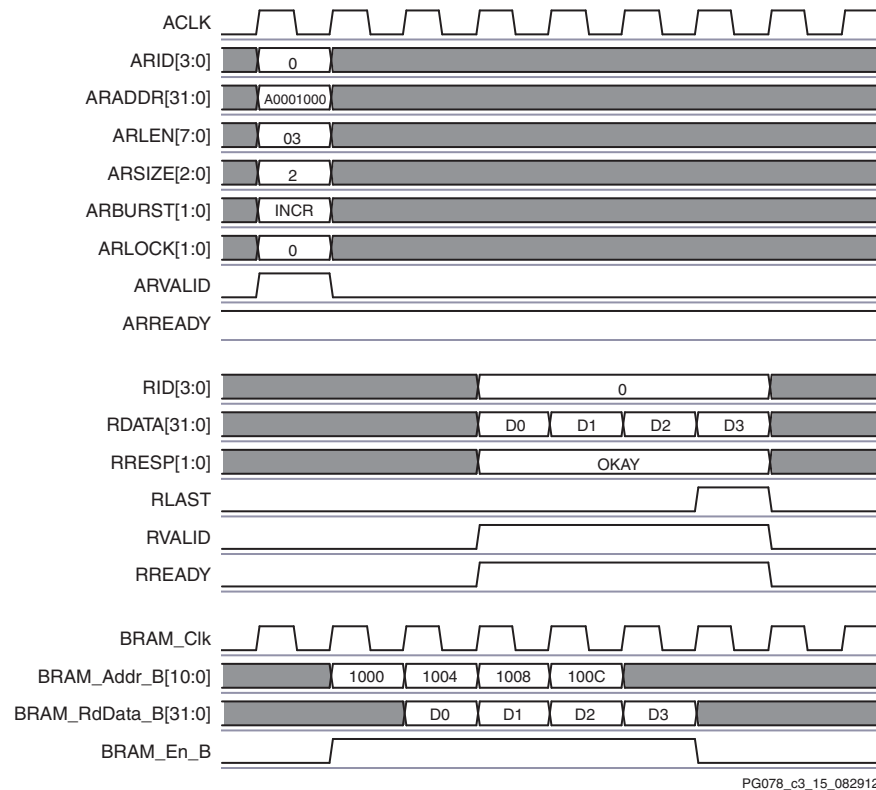 ACLK
ARID[3:0] 0
ARADDR[31:0] A0001000
ARLEN[7:0] 03
ARSIZE[2:0] 2
ARBURST[1:0] INCR
ARLOCK[1:0] 0
ARVALID
ARREADY
RID[3:0] 0
RDATA[31:0] D0 D1 D2 D3
RRESP[1:0] OKAY
RLAST
RVALID
RREADY
BRAM_Clk
BRAM_Addr_B[10:0] 1000 1004 1008 100C
BRAM_RdData_B[31:0] D0 D1 D2 D3
BRAM_En_B
PG078_c3_15_082912